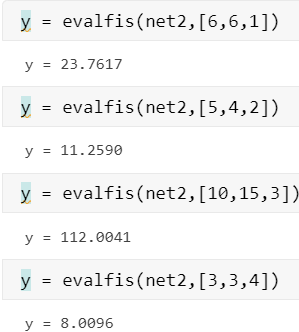 y = evalfis(net2,[6,6,1])
y = 23.7617
y = evalfis(net2,[5,4,2])
y = 11.2590
y = evalfis(net2,[10,15,3])
y = 112.0041
y = evalfis(net2,[3,3,4])
y = 8.0096